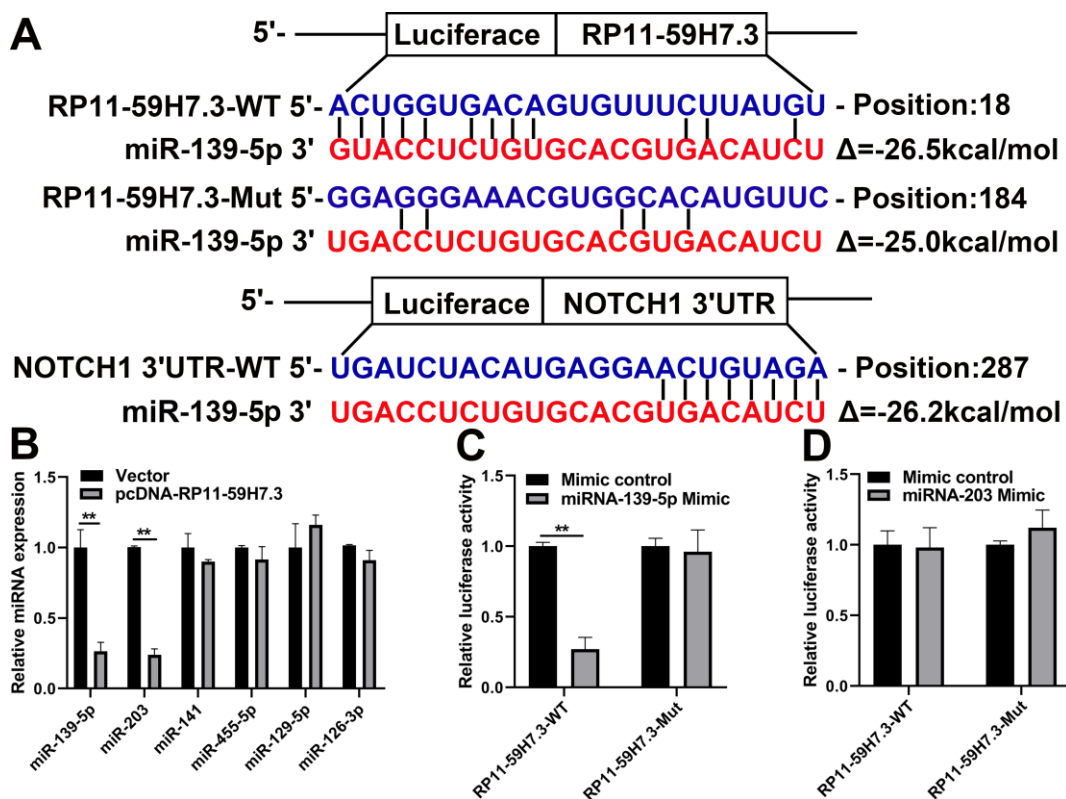 A
5'-
Luciferace
RP11-59H7.3
RP11-59H7.3-WT 5'-ACUGGUGACAGUGUUUCUUAUGU - Position:18
miR-139-5p 3' GUACCUCUGUGCACGUGACAUCU Δ=-26.5kcal/mol
RP11-59H7.3-Mut 5'-GGAGGGAAACGUGGCACAUGUUC - Position:184
miR-139-5p 3' UGACCUCUGUGCACGUGACAUCU Δ=-25.0kcal/mol
5'-
Luciferace
NOTCH1 3'UTR
NOTCH1 3'UTR-WT 5'-UGAUCUACAUGAGGAACUGUAGA - Position:287
miR-139-5p 3' UGACCUCUGUGCACGUGACAUCU Δ=-26.2kcal/mol
B
Vector
pcDNA-RP11-59H7.3
Relative miRNA expression
1.5
1.0
0.5
0.0
**
**
miR-139-5p
miR-203
miR-141
miR-455-5p
miR-129-5p
miR-126-3p
C
Mimic control
miRNA-139-5p Mimic
Relative luciferase activity
1.5
1.0
0.5
0.0
**
RP11-59H7.3-WT
RP11-59H7.3-Mut
D
Mimic control
miRNA-203 Mimic
Relative luciferase activity
1.5
1.0
0.5
0.0
RP11-59H7.3-WT
RP11-59H7.3-Mut